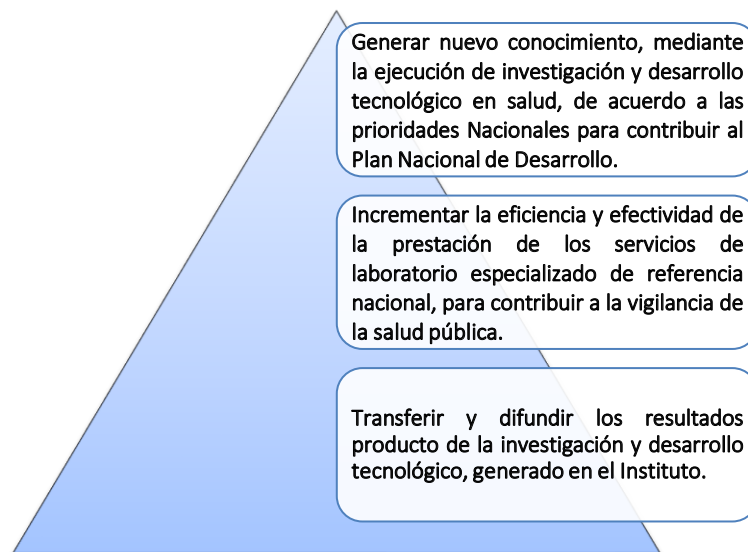 Generar nuevo conocimiento, mediante
la ejecución de investigación y desarrollo
tecnológico en salud, de acuerdo a las
prioridades Nacionales para contribuir al
Plan Nacional de Desarrollo.
Incrementar la eficiencia y efectividad de
la prestación de los servicios de
laboratorio especializado de referencia
nacional, para contribuir a la vigilancia de
la salud pública.
Transferir y difundir los resultados
producto de la investigación y desarrollo
tecnológico, generado en el Instituto.